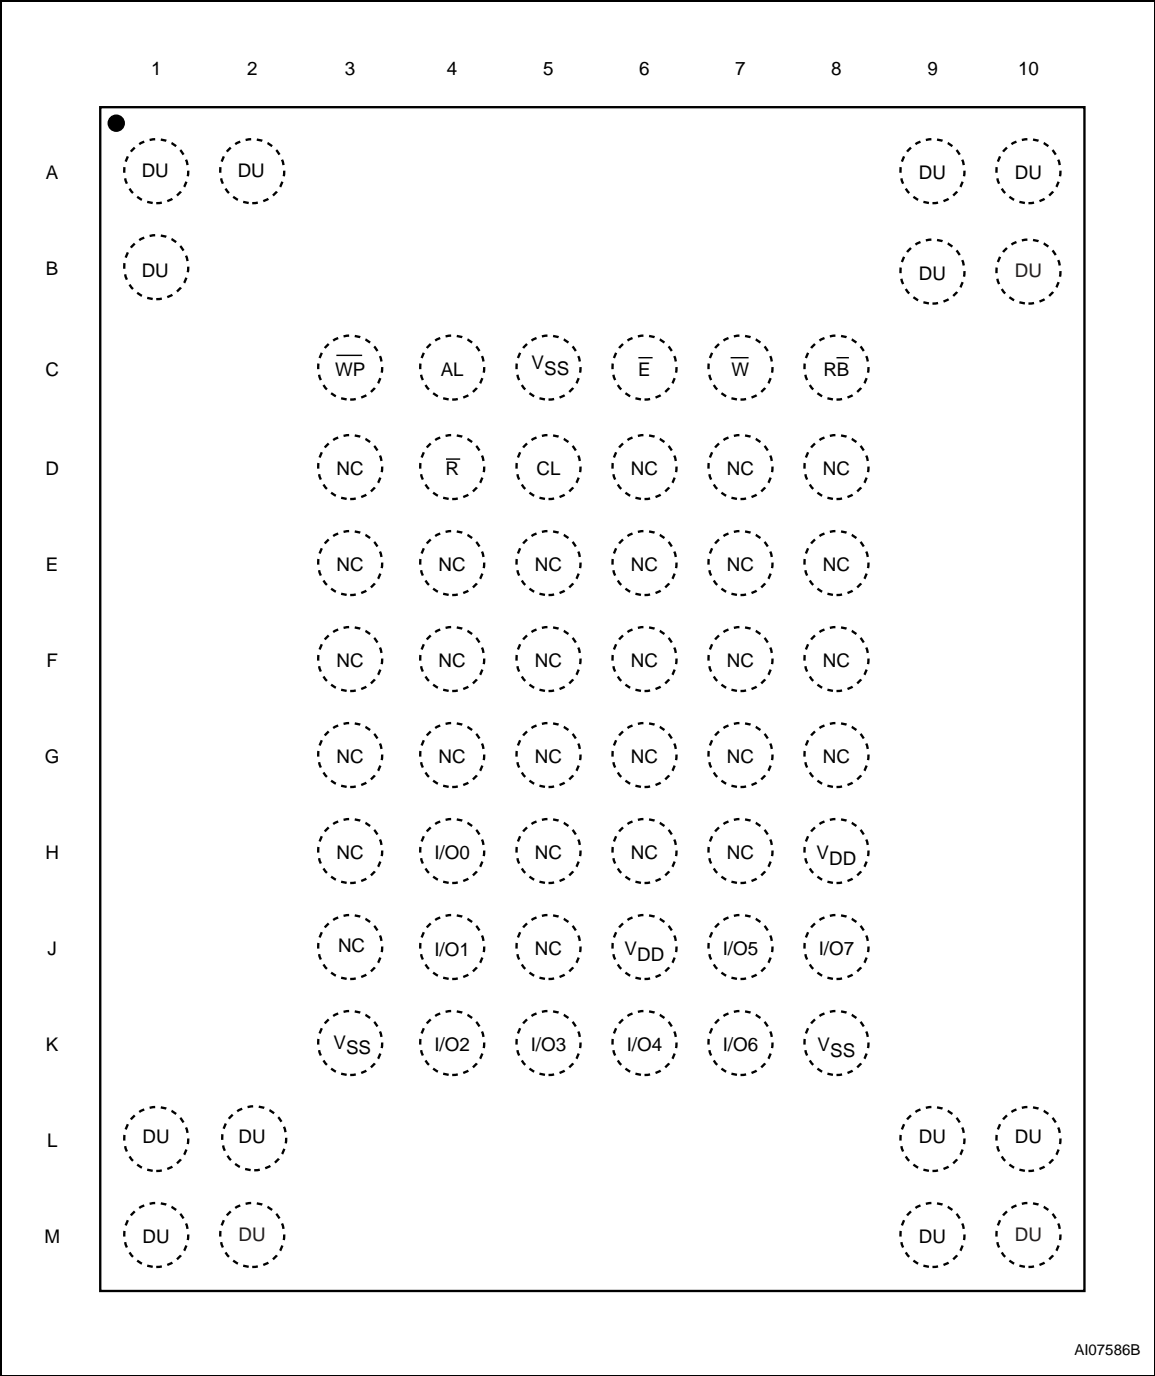 1 2 3 4 5 6 7 8 9 10
A DU DU DU DU
B DU DU DU
C W̅P̅ AL VSS E̅ W̅ RB̅
D NC R̅ CL NC NC NC
E NC NC NC NC NC NC
F NC NC NC NC NC NC
G NC NC NC NC NC NC
H NC I/O0 NC NC NC VDD
J NC I/O1 NC VDD I/O5 I/O7
K VSS I/O2 I/O3 I/O4 I/O6 VSS
L DU DU DU DU
M DU DU DU DU
AI07586B